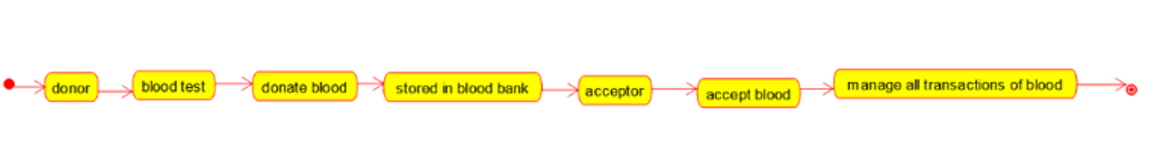 donor
blood test
donate blood
stored in blood bank
acceptor
accept blood
manage all transactions of blood